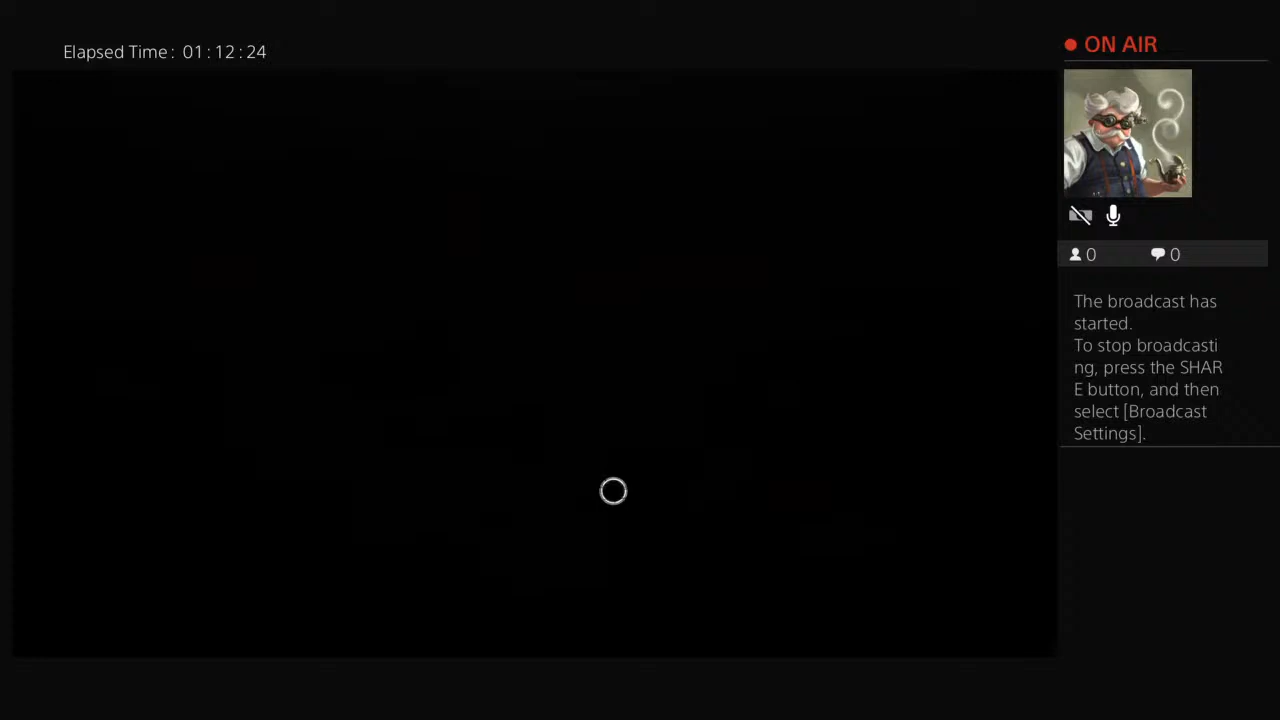 Elapsed Time: 01:12:24
ON AIR
0 0
The broadcast has
started.
To stop broadcasti
ng, press the SHAR
E button, and then
select [Broadcast
Settings].